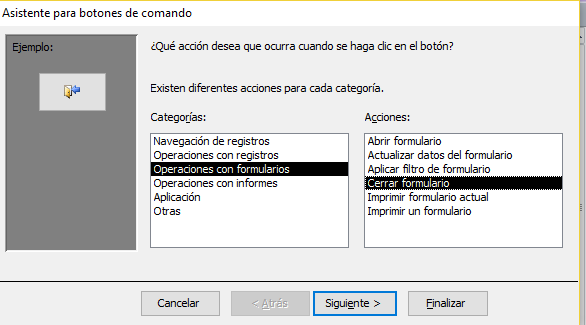 Asistente para botones de comando
Ejemplo:
¿Qué acción desea que ocurra cuando se haga clic en el botón?
Existen diferentes acciones para cada categoría.
Categorías:
Navegación de registros
Operaciones con registros
Operaciones con formularios
Operaciones con informes
Aplicación
Otras
Acciones:
Abrir formulario
Actualizar datos del formulario
Aplicar filtro de formulario
Cerrar formulario
Imprimir formulario actual
Imprimir un formulario
Cancelar
< Atrás
Siguiente >
Finalizar